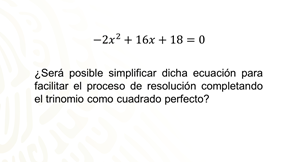 −2x² + 16x + 18 = 0
¿Será posible simplificar dicha ecuación para
facilitar el proceso de resolución completando
el trinomio como cuadrado perfecto?